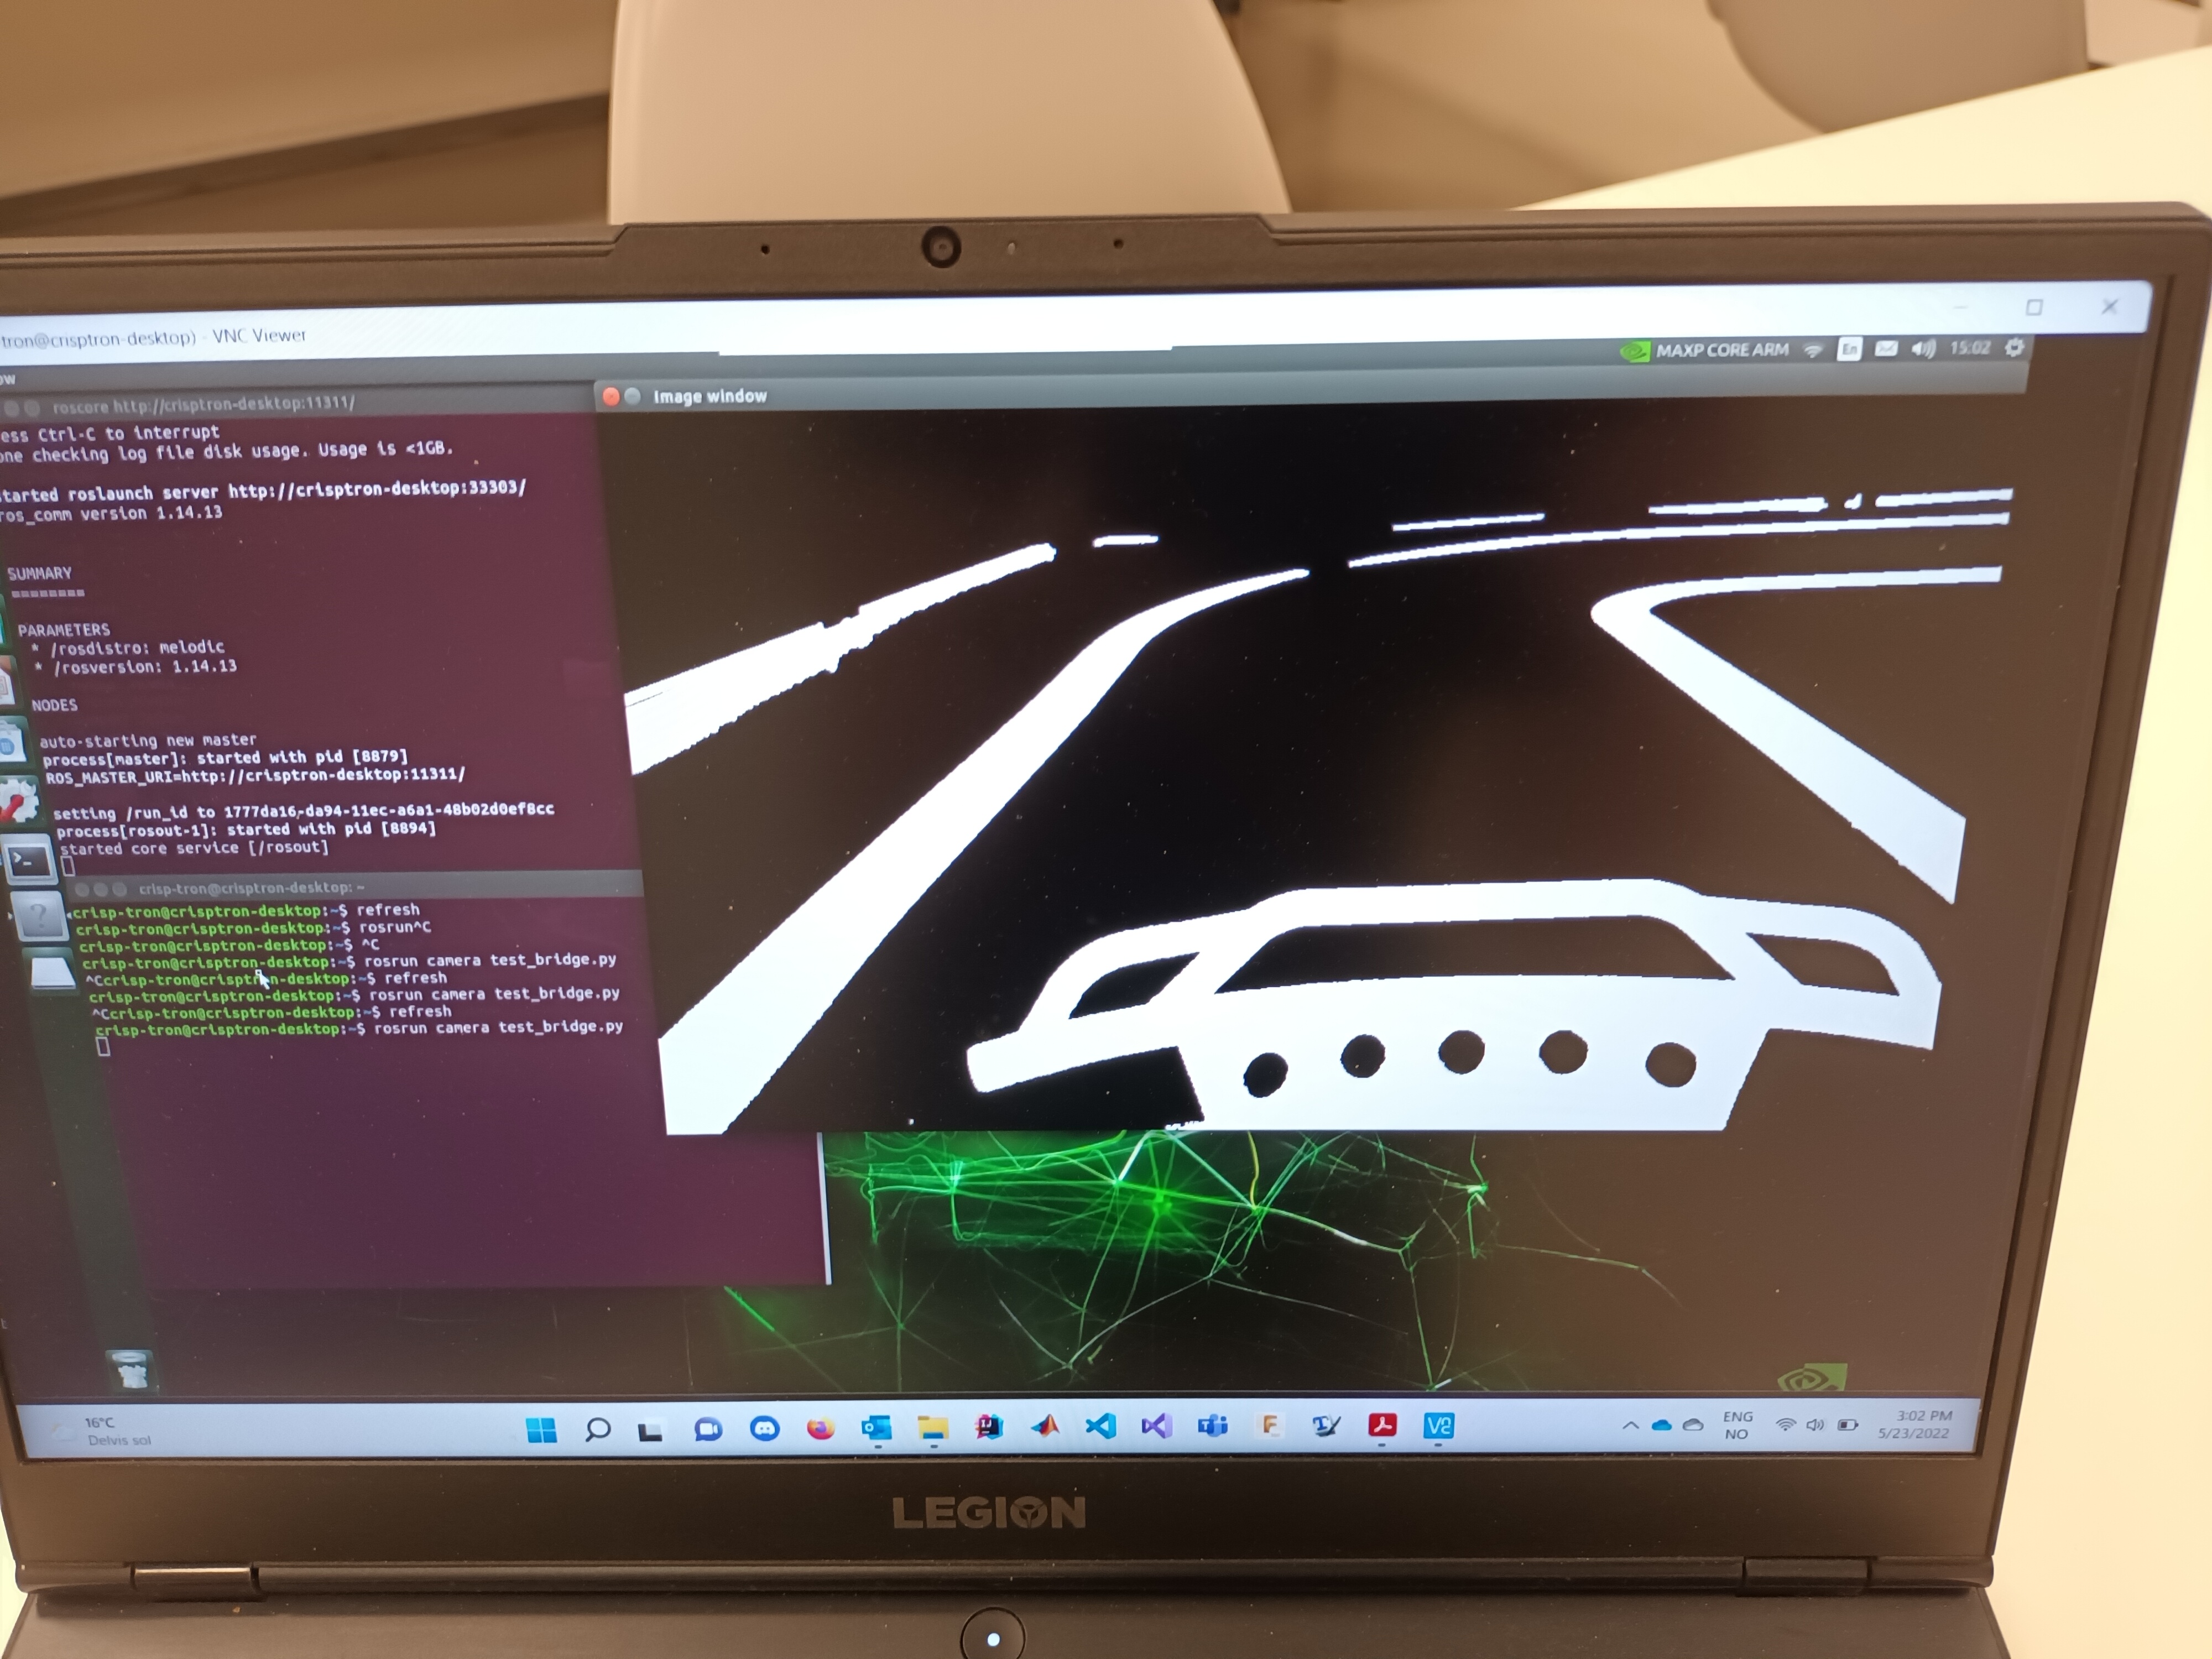 tron@crisptron-desktop) - VNC Viewer
MAXP CORE ARM En 15:02
ow
roscore http://crisptron-desktop:11311/
ess Ctrl-C to interrupt
one checking log file disk usage. Usage is <1GB.
started roslaunch server http://crisptron-desktop:33303/
ros_comm version 1.14.13
SUMMARY
========
PARAMETERS
* /rosdistro: melodic
* /rosversion: 1.14.13
NODES
auto-starting new master
process[master]: started with pid [8879]
ROS_MASTER_URI=http://crisptron-desktop:11311/
setting /run_id to 1777da16-da94-11ec-a6a1-48b02d0ef8cc
process[rosout-1]: started with pid [8894]
started core service [/rosout]
crisp-tron@crisptron-desktop: ~
crisp-tron@crisptron-desktop:~$ refresh
crisp-tron@crisptron-desktop:~$ rosrun^C
crisp-tron@crisptron-desktop:~$ ^C
crisp-tron@crisptron-desktop:~$ rosrun camera test_bridge.py
^Ccrisp-tron@crisptron-desktop:~$ refresh
crisp-tron@crisptron-desktop:~$ rosrun camera test_bridge.py
^Ccrisp-tron@crisptron-desktop:~$ refresh
crisp-tron@crisptron-desktop:~$ rosrun camera test_bridge.py
Image window
16°C
Delvis sol
ENG
NO
3:02 PM
5/23/2022
LEGION